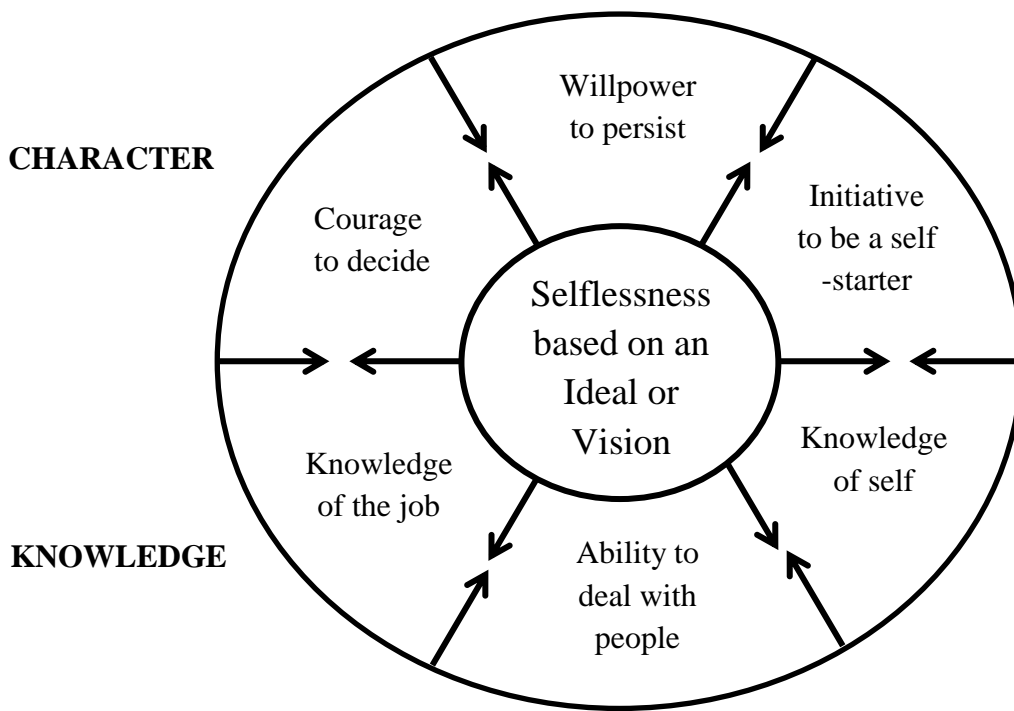 Willpower
to persist
CHARACTER
Initiative
to be a self
-starter
Courage
to decide
Selflessness
based on an
Ideal or
Vision
Knowledge
of self
Knowledge
of the job
KNOWLEDGE
Ability to
deal with
people